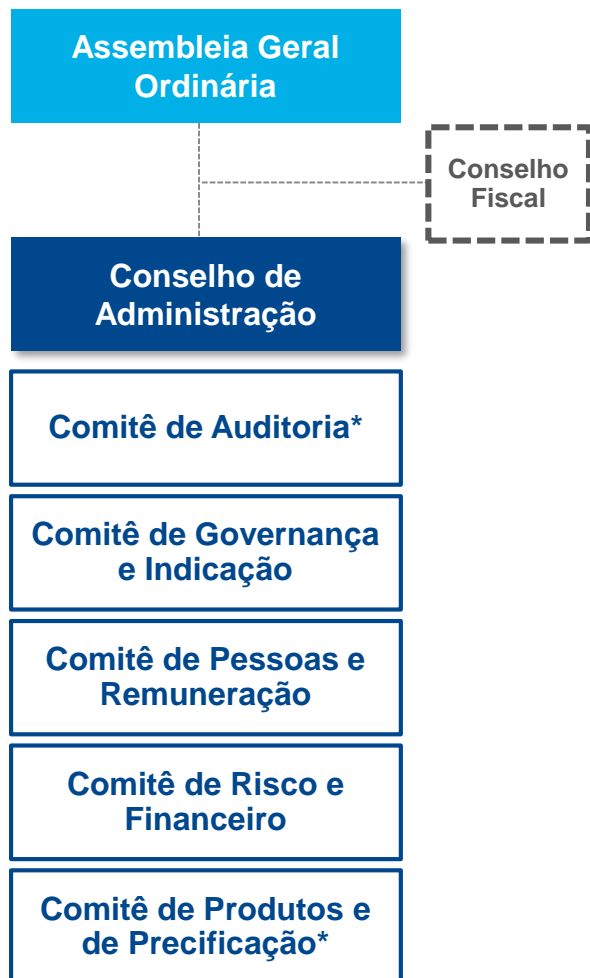 Assembleia Geral
Ordinária
Conselho
Fiscal
Conselho de
Administração
Comitê de Auditoria*
Comitê de Governança
e Indicação
Comitê de Pessoas e
Remuneração
Comitê de Risco e
Financeiro
Comitê de Produtos e
de Precificação*